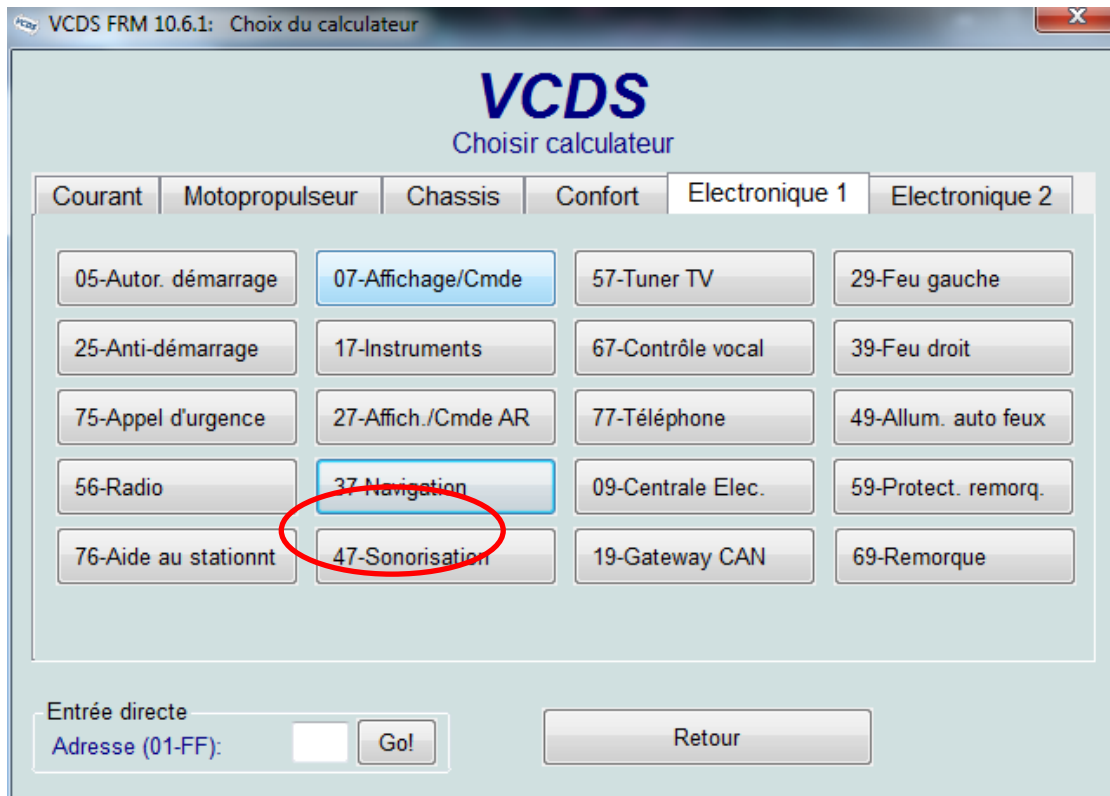 VCDS FRM 10.6.1: Choix du calculateur
VCDS
Choisir calculateur
Courant Motopropulseur Chassis Confort Electronique 1 Electronique 2
05-Autor. démarrage 07-Affichage/Cmde 57-Tuner TV 29-Feu gauche
25-Anti-démarrage 17-Instruments 67-Contrôle vocal 39-Feu droit
75-Appel d'urgence 27-Affich./Cmde AR 77-Téléphone 49-Allum. auto feux
56-Radio 37-Navigation 09-Centrale Elec. 59-Protect. remorq.
76-Aide au stationnt 47-Sonorisation 19-Gateway CAN 69-Remorque
Entrée directe
Adresse (01-FF): Go! Retour